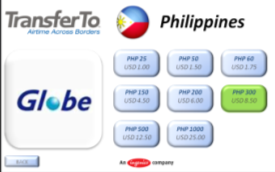 TransferTo
Airtime Across Borders
Philippines
PHP 25
USD 1.00
PHP 50
USD 1.50
PHP 60
USD 1.75
Globe
PHP 150
USD 4.50
PHP 200
USD 6.00
PHP 300
USD 8.50
PHP 500
USD 12.50
PHP 1000
USD 25.00
An ingenico company